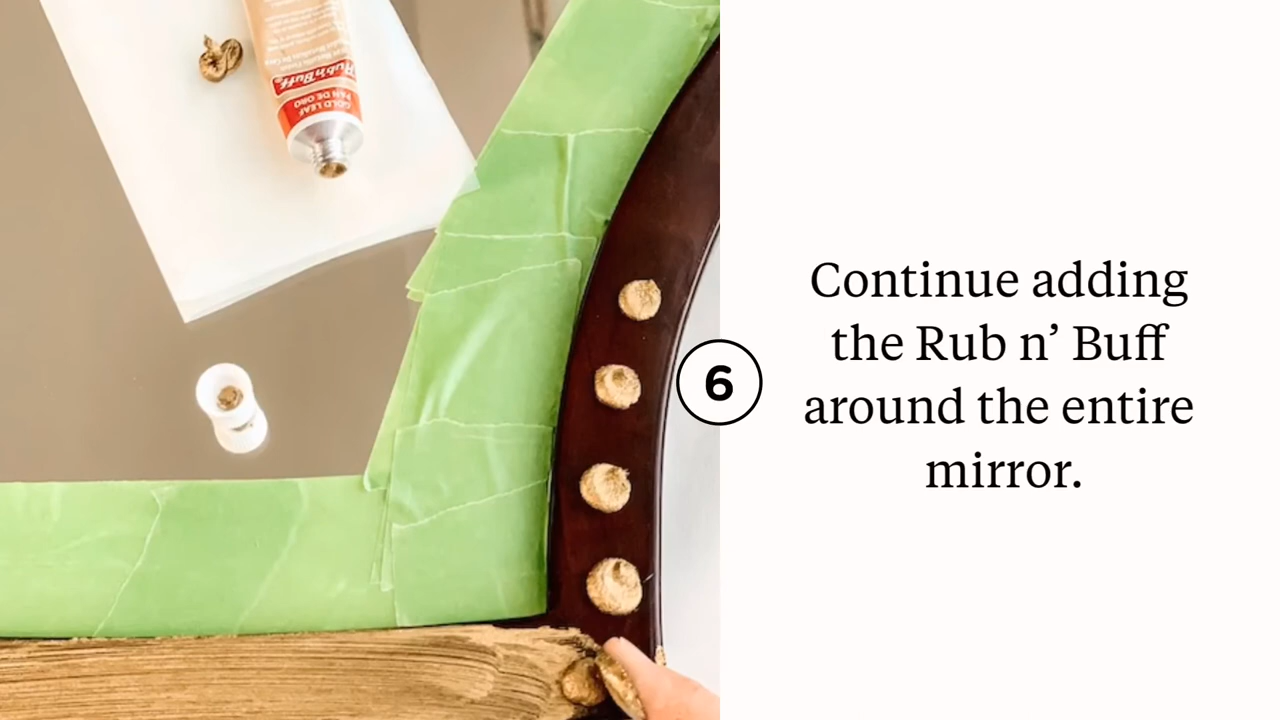 Rub 'n Buff®
GOLD LEAF
PAN DE ORO
6
Continue adding
the Rub n’ Buff
around the entire
mirror.